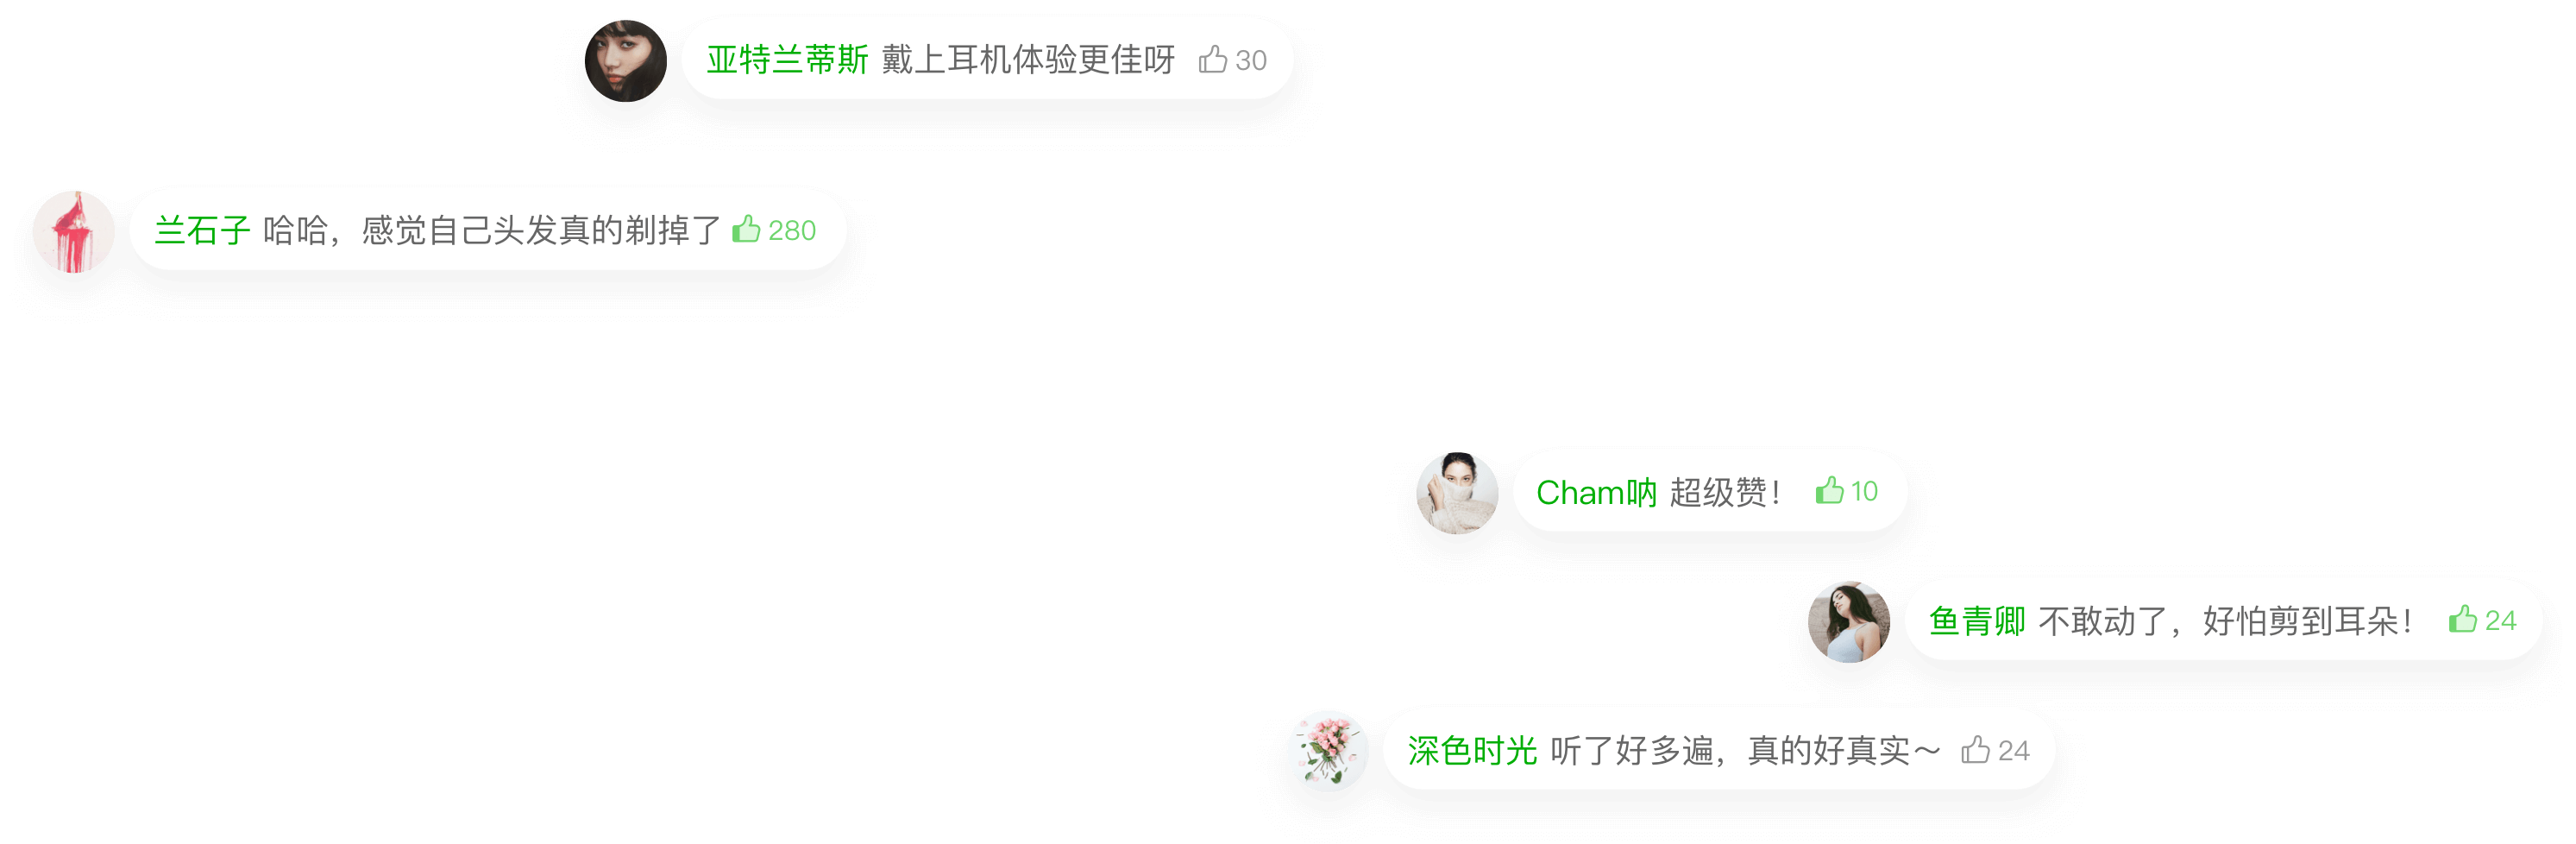 亚特兰蒂斯 戴上耳机体验更佳呀 30
兰石子 哈哈，感觉自己头发真的剃掉了 280
Cham呐 超级赞！ 10
鱼青卿 不敢动了，好怕剪到耳朵！ 24
深色时光 听了好多遍，真的好真实～ 24